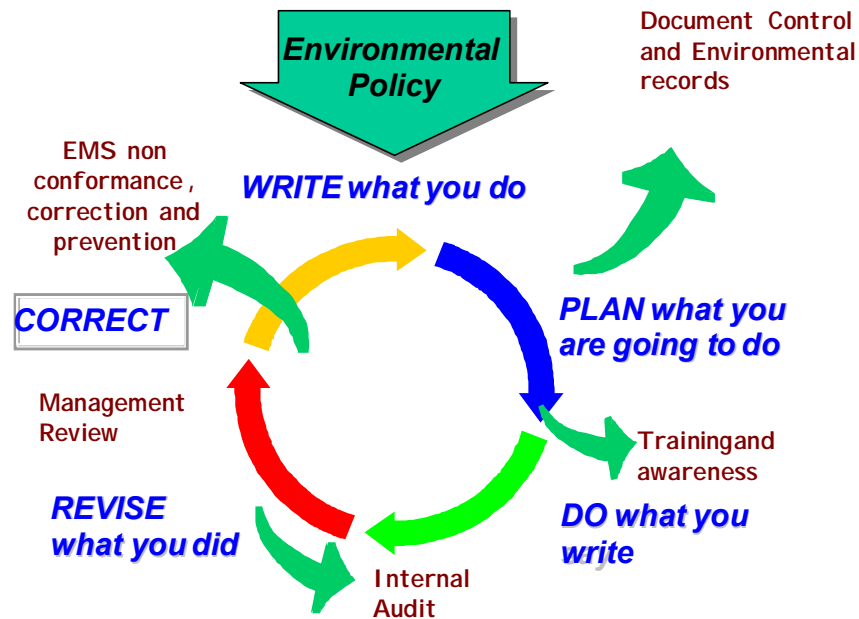 Environmental
Policy
Document Control
and Environmental
records
EMS non
conformance,
correction and
prevention
WRITE what you do
CORRECT
PLAN what you
are going to do
Management
Review
Trainingand
awareness
REVISE
what you did
DO what you
write
Internal
Audit